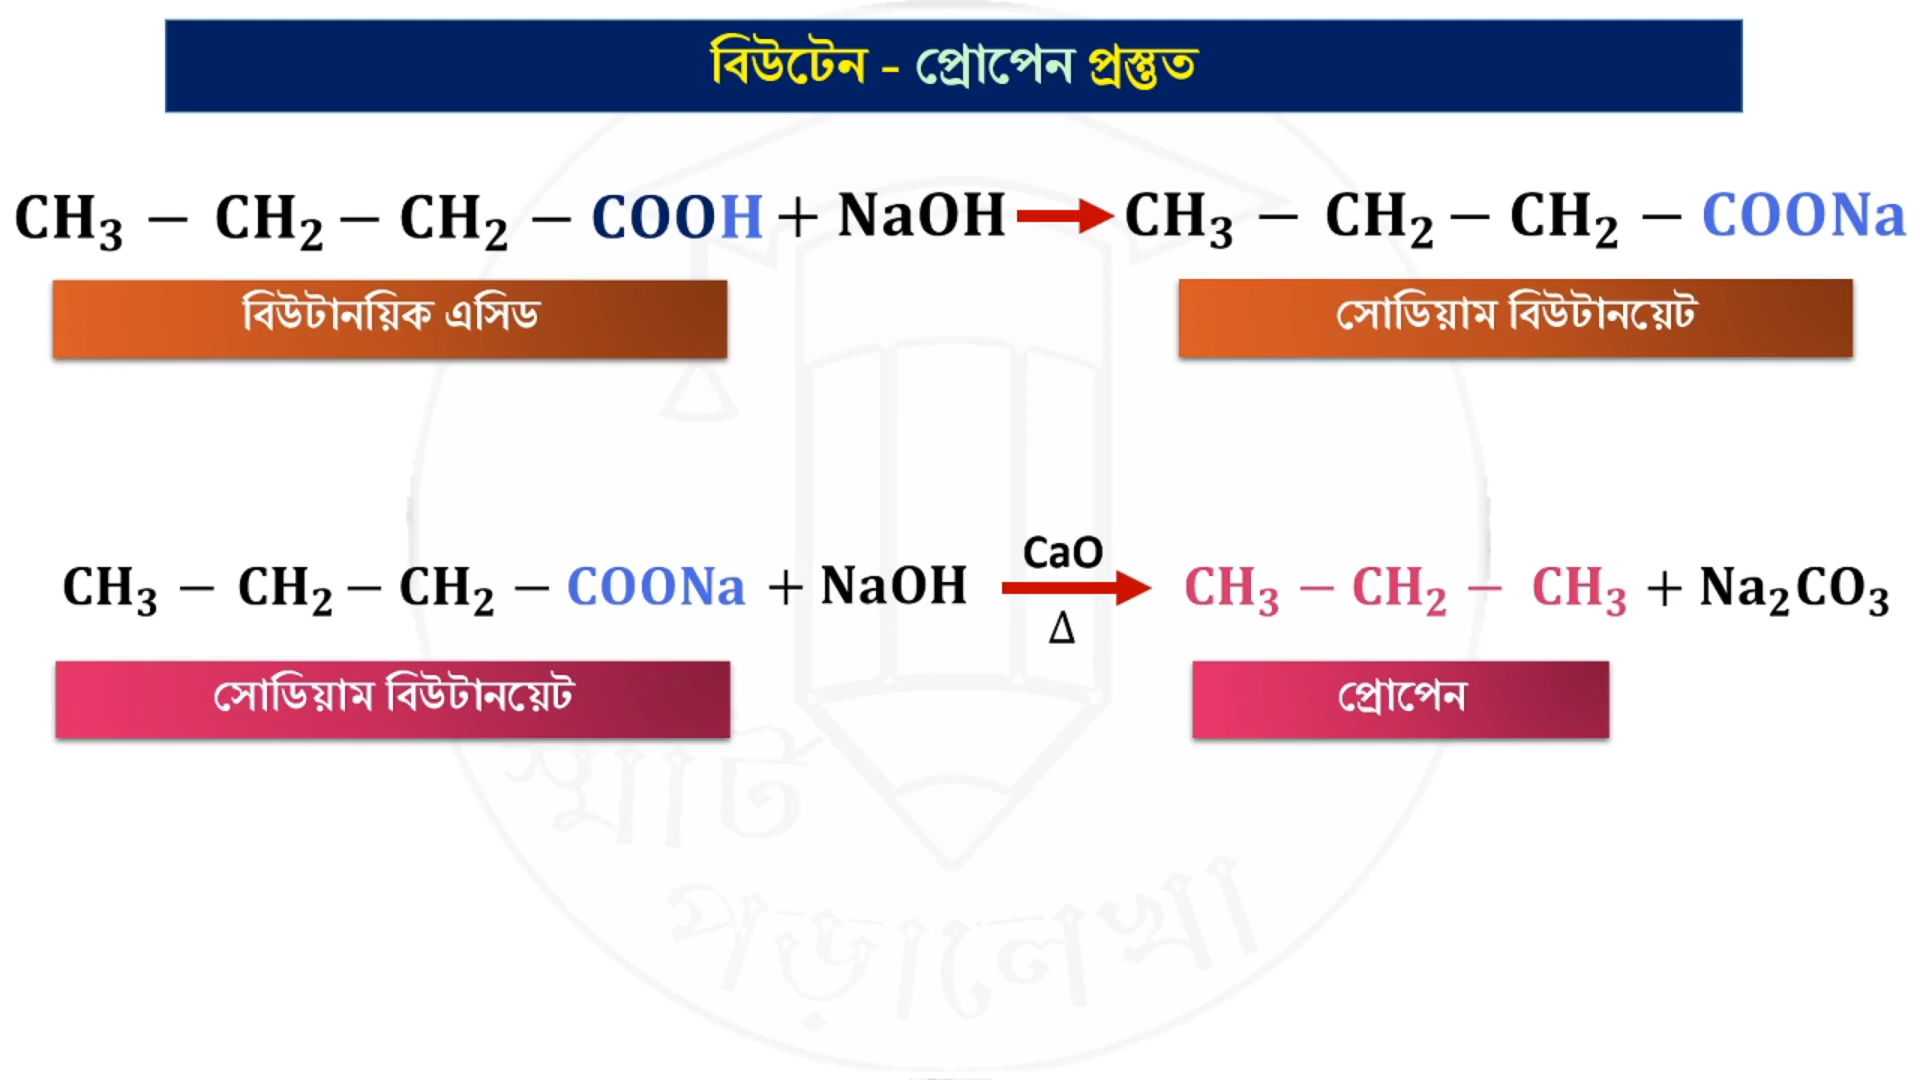 বিউটেন - প্রোপেন প্রস্তুত
CH₃ − CH₂ − CH₂ − COOH + NaOH → CH₃ − CH₂ − CH₂ − COONa
বিউটানয়িক এসিড
সোডিয়াম বিউটানয়েট
CaO
CH₃ − CH₂ − CH₂ − COONa + NaOH → CH₃ − CH₂ − CH₃ + Na₂CO₃
Δ
সোডিয়াম বিউটানয়েট
প্রোপেন
স্মার্ট
পড়ালেখা